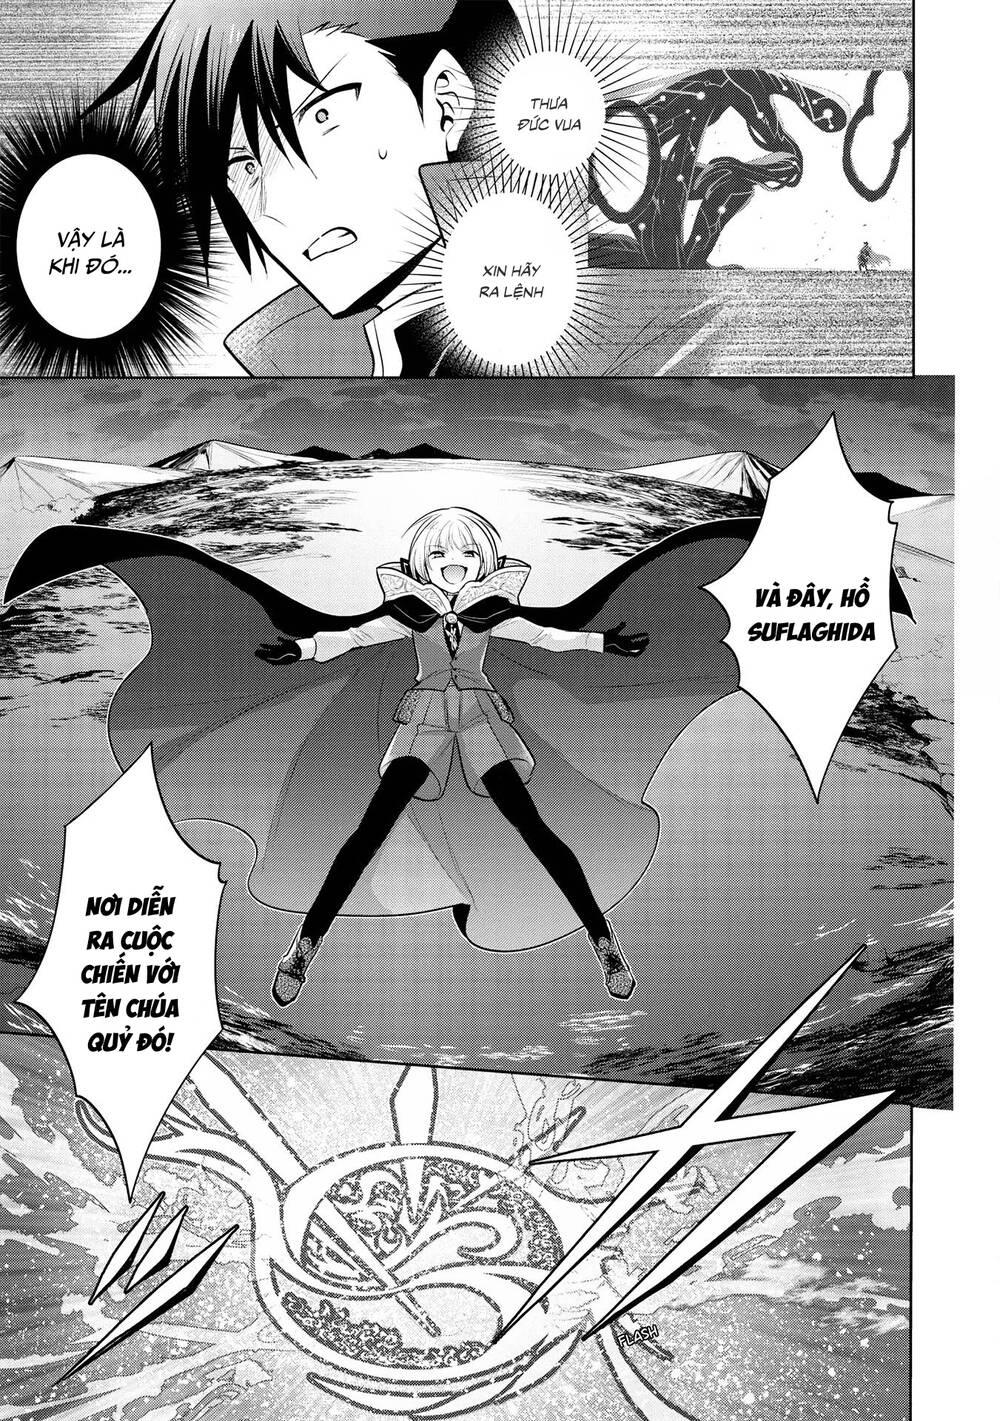 THƯA
ĐỨC VUA
XIN HÃY
RA LỆNH
VẬY LÀ
KHI ĐÓ...
VÀ ĐÂY, HỒ
SUFLAGHIDA
NƠI DIỄN
RA CUỘC
CHIẾN VỚI
TÊN CHÚA
QUỶ ĐÓ!
FLASH